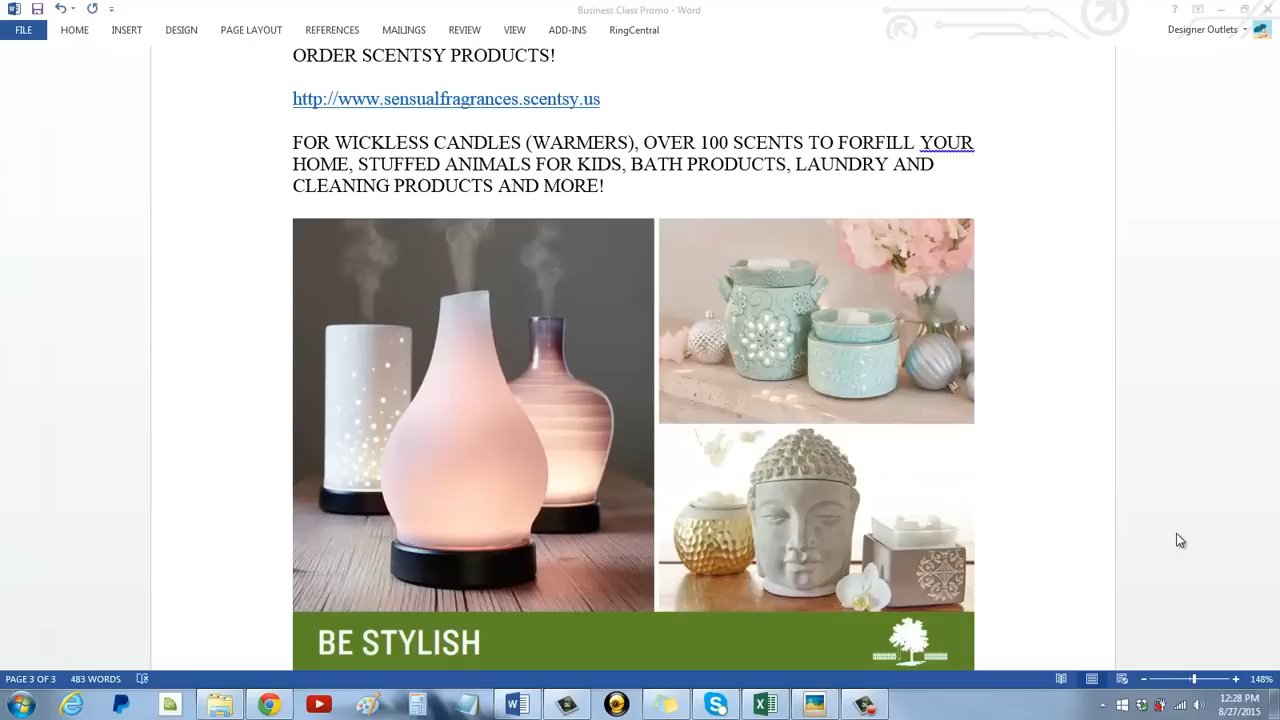 Business Class Promo - Word
FILE HOME INSERT DESIGN PAGE LAYOUT REFERENCES MAILINGS REVIEW VIEW ADD-INS RingCentral Designer Outlets
ORDER SCENTSY PRODUCTS!
http://www.sensualfragrances.scentsy.us
FOR WICKLESS CANDLES (WARMERS), OVER 100 SCENTS TO FORFILL YOUR
HOME, STUFFED ANIMALS FOR KIDS, BATH PRODUCTS, LAUNDRY AND
CLEANING PRODUCTS AND MORE!
BE STYLISH
PAGE 3 OF 3 483 WORDS 148%
12:28 PM
8/27/2015